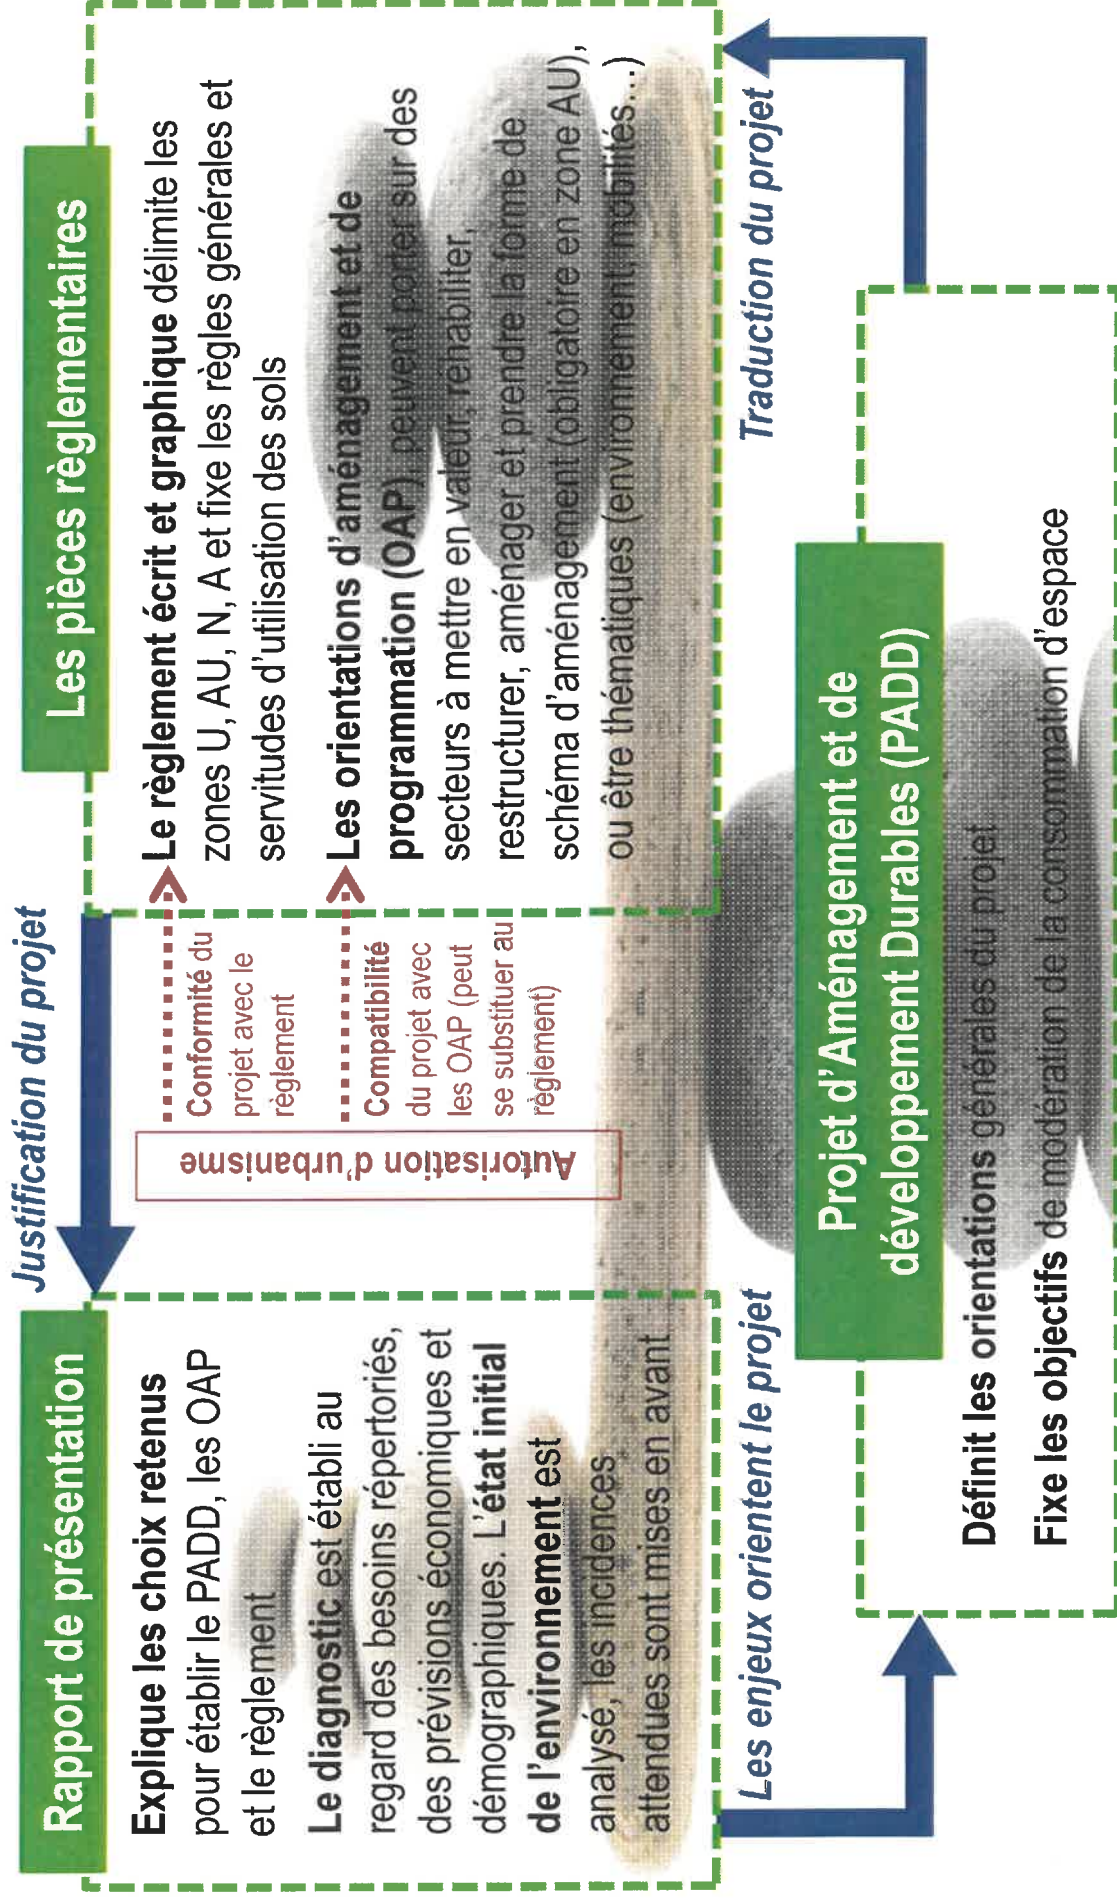 Justification du projet
Rapport de présentation
Explique les choix retenus
pour établir le PADD, les OAP
et le règlement
Le diagnostic est établi au
regard des besoins répertoriés,
des prévisions économiques et
démographiques. L'état initial
de l'environnement est
analysé, les incidences
attendues sont mises en avant
Autorisation d'urbanisme
Conformité du
projet avec le
règlement
Compatibilité
du projet avec
les OAP (peut
se substituer au
règlement)
Les pièces règlementaires
Le règlement écrit et graphique délimite les
zones U, AU, N, A et fixe les règles générales et
servitudes d'utilisation des sols
Les orientations d'aménagement et de
programmation (OAP), peuvent porter sur des
secteurs à mettre en valeur, réhabiliter,
restructurer, aménager et prendre la forme de
schéma d'aménagement (obligatoire en zone AU),
ou être thématiques (environnement, mobilités...)
Les enjeux orientent le projet
Traduction du projet
Projet d'Aménagement et de
développement Durables (PADD)
Définit les orientations générales du projet
Fixe les objectifs de modération de la consommation d'espace